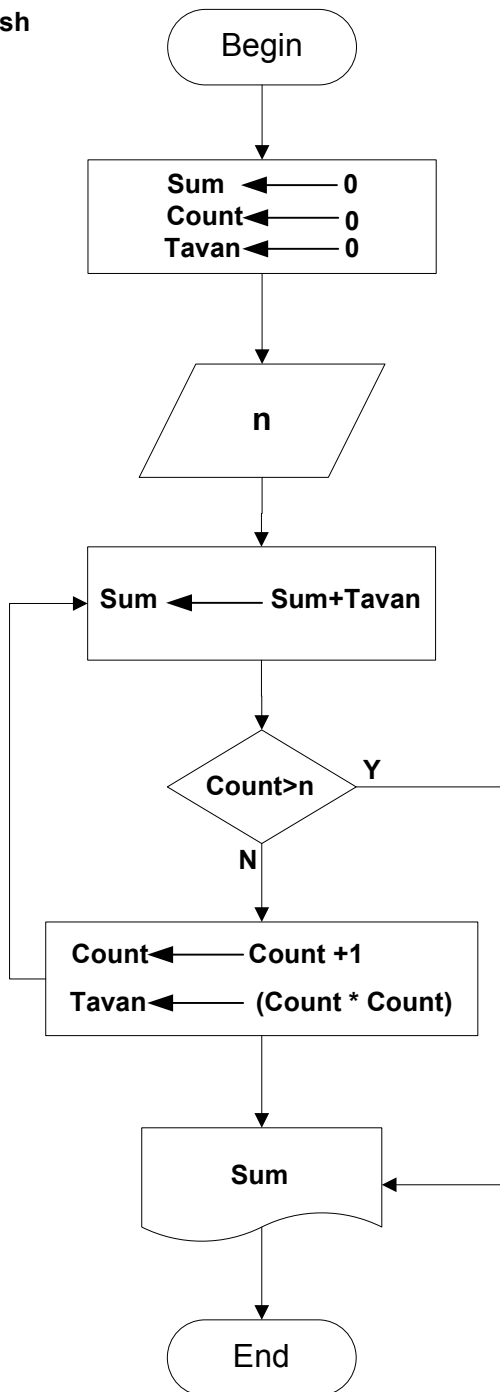 sh
Begin
Sum 0
Count 0
Tavan 0
n
Sum Sum+Tavan
Count>n
Y
N
Count Count +1
Tavan (Count * Count)
Sum
End